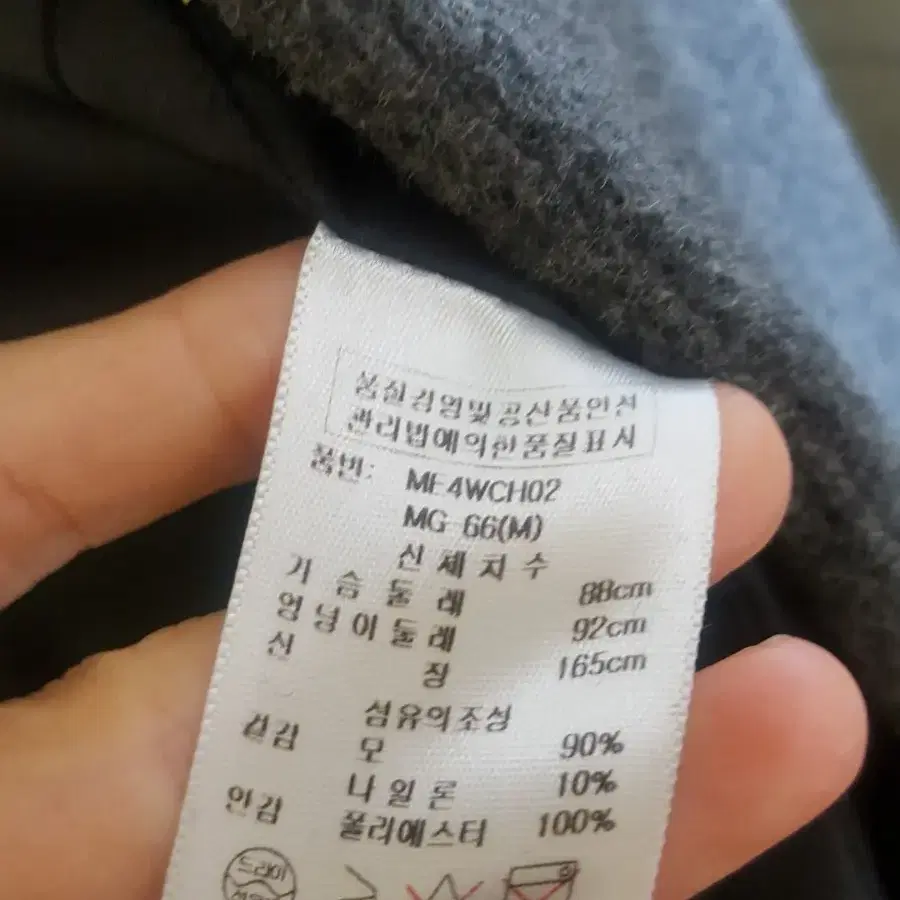 품질경영및공산품안전
관리법에의한품질표시
품번: MF4WCH02
MG 66(M)
신체치수
가슴둘레 88cm
엉덩이둘레 92cm
신장 165cm
섬유의조성
겉감 모 90%
나일론 10%
안감 폴리에스터 100%
드라이